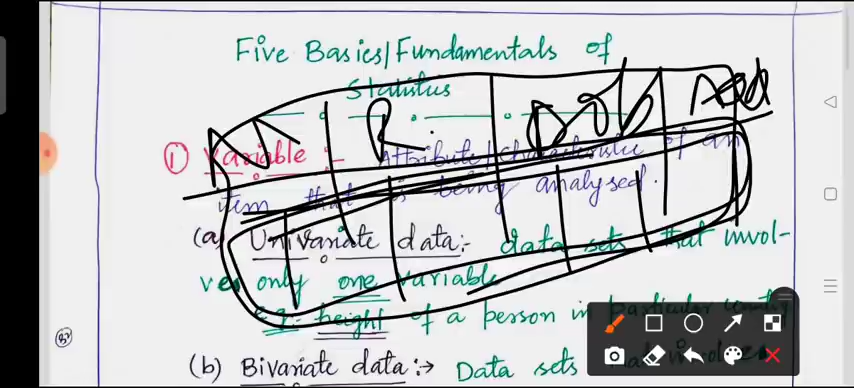 Five Basics/Fundamentals of
Statistics
① Variable :- Attribute/Characteristic of an
item that is being analysed.
(a) Univariate data:- data sets that invol-
ves only one variable
e.g:- height of a person in particular
(b) Bivariate data:→ Data sets
R.